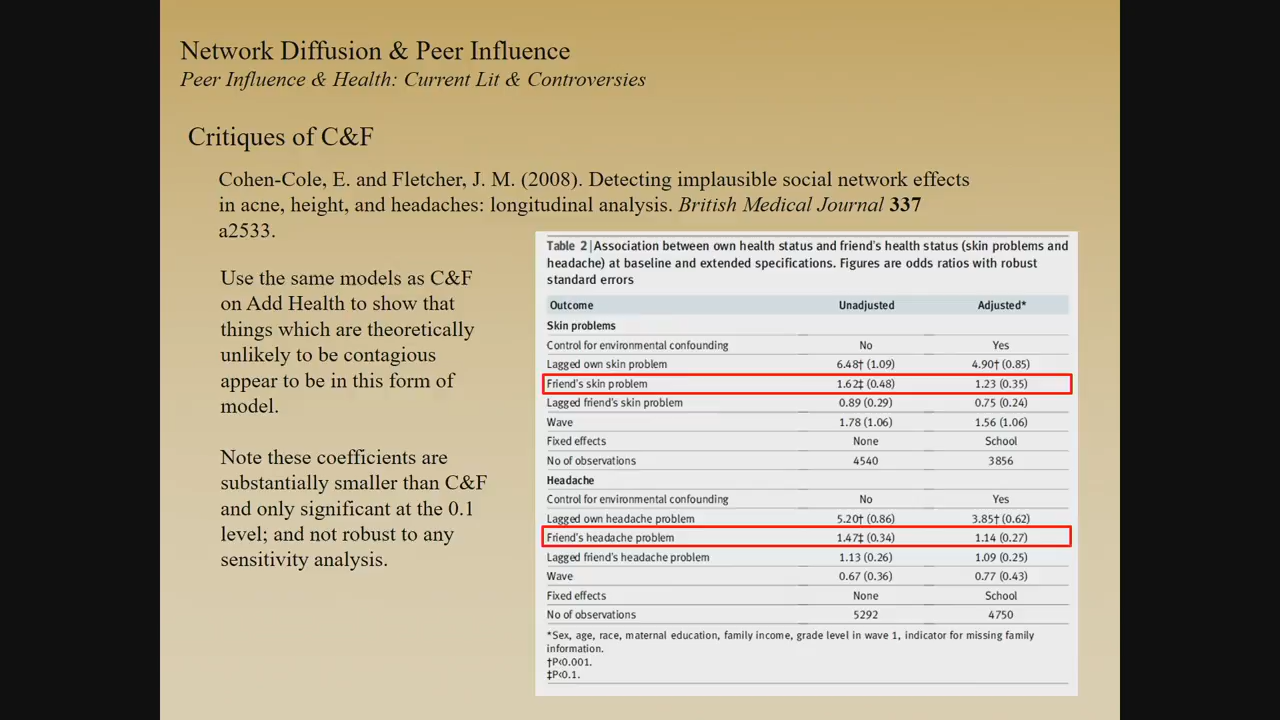 Network Diffusion & Peer Influence
Peer Influence & Health: Current Lit & Controversies
Critiques of C&F
Cohen-Cole, E. and Fletcher, J. M. (2008). Detecting implausible social network effects
in acne, height, and headaches: longitudinal analysis. British Medical Journal 337
a2533.
Use the same models as C&F
on Add Health to show that
things which are theoretically
unlikely to be contagious
appear to be in this form of
model.
Note these coefficients are
substantially smaller than C&F
and only significant at the 0.1
level; and not robust to any
sensitivity analysis.
Table 2|Association between own health status and friend's health status (skin problems and
headache) at baseline and extended specifications. Figures are odds ratios with robust
standard errors
Outcome Unadjusted Adjusted*
Skin problems
Control for environmental confounding No Yes
Lagged own skin problem 6.48† (1.09) 4.90† (0.85)
Friend's skin problem 1.62‡ (0.48) 1.23 (0.35)
Lagged friend's skin problem 0.89 (0.29) 0.75 (0.24)
Wave 1.78 (1.06) 1.56 (1.06)
Fixed effects None School
No of observations 4540 3856
Headache
Control for environmental confounding No Yes
Lagged own headache problem 5.20† (0.86) 3.85† (0.62)
Friend's headache problem 1.47‡ (0.34) 1.14 (0.27)
Lagged friend's headache problem 1.13 (0.26) 1.09 (0.25)
Wave 0.67 (0.36) 0.77 (0.43)
Fixed effects None School
No of observations 5292 4750
*Sex, age, race, maternal education, family income, grade level in wave 1, indicator for missing family
information.
†P<0.001.
‡P<0.1.